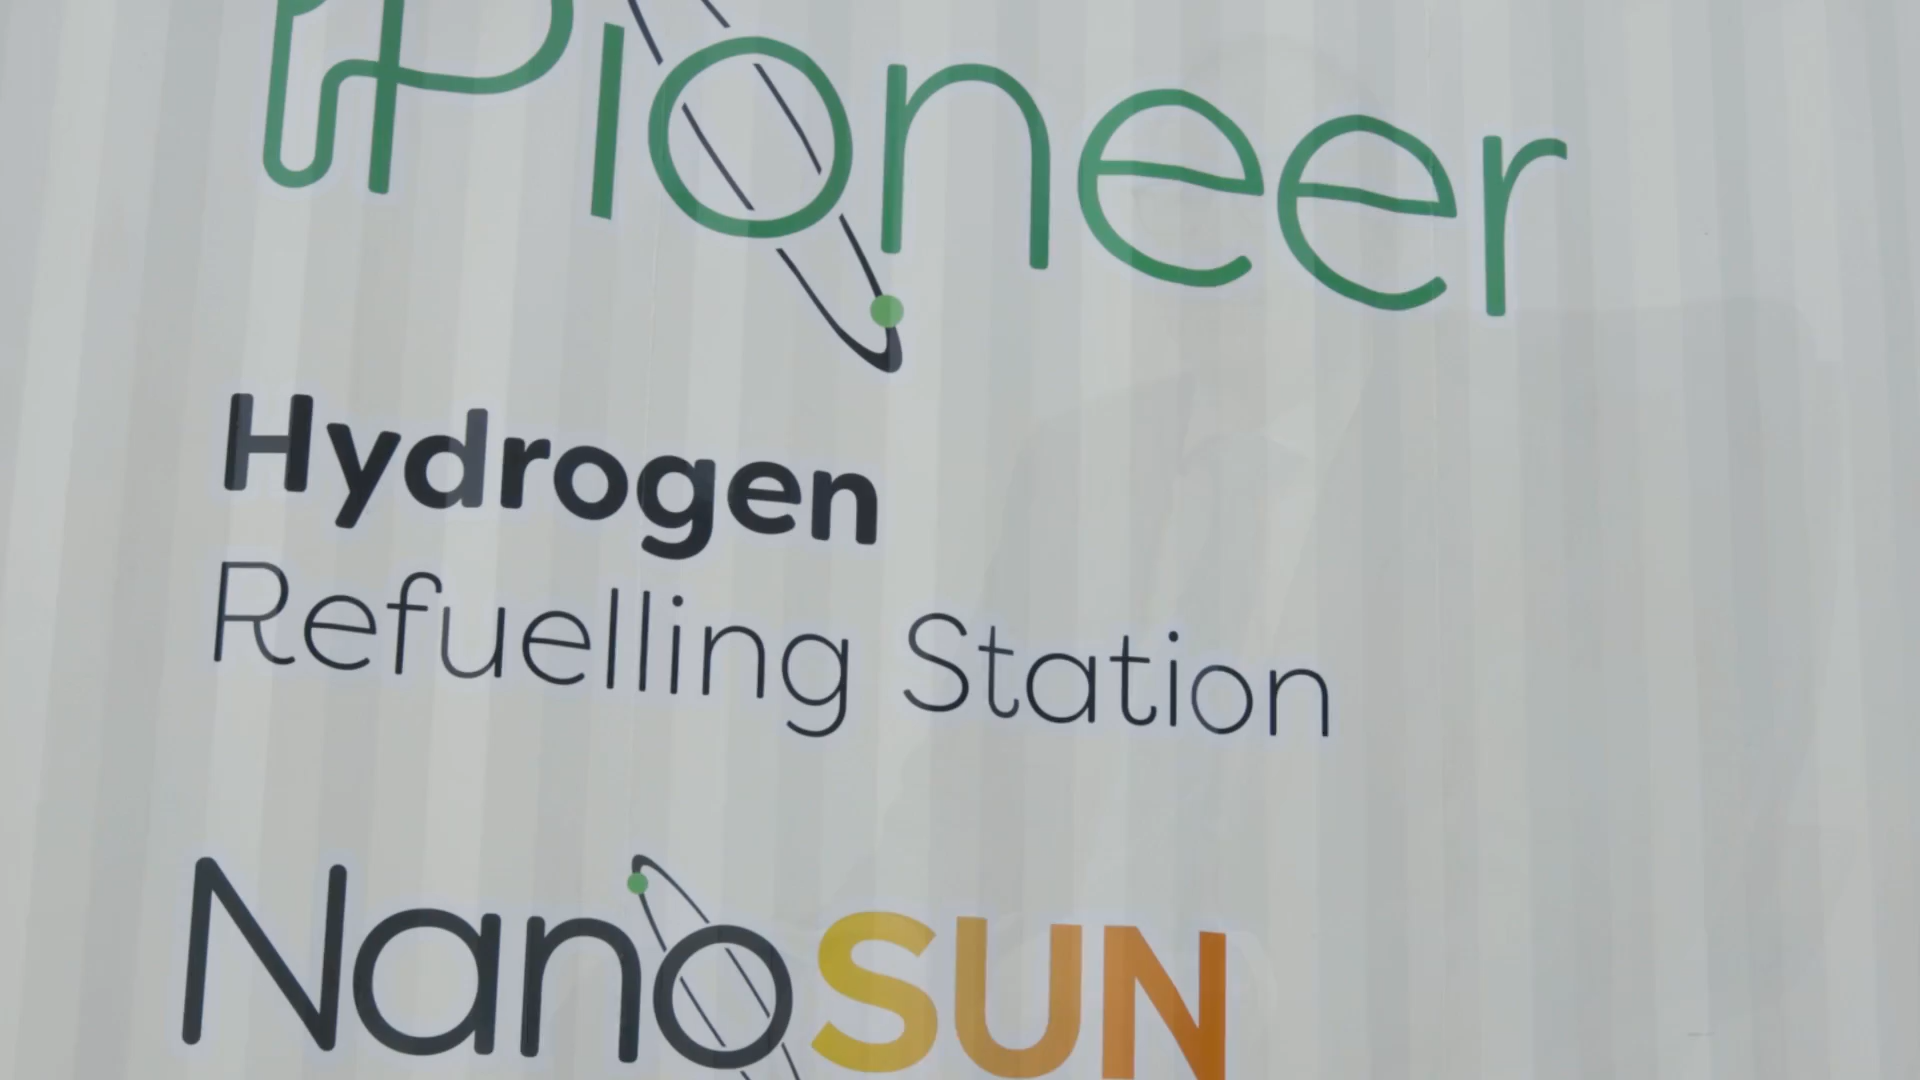 Pioneer
Hydrogen
Refuelling Station
NanoSUN